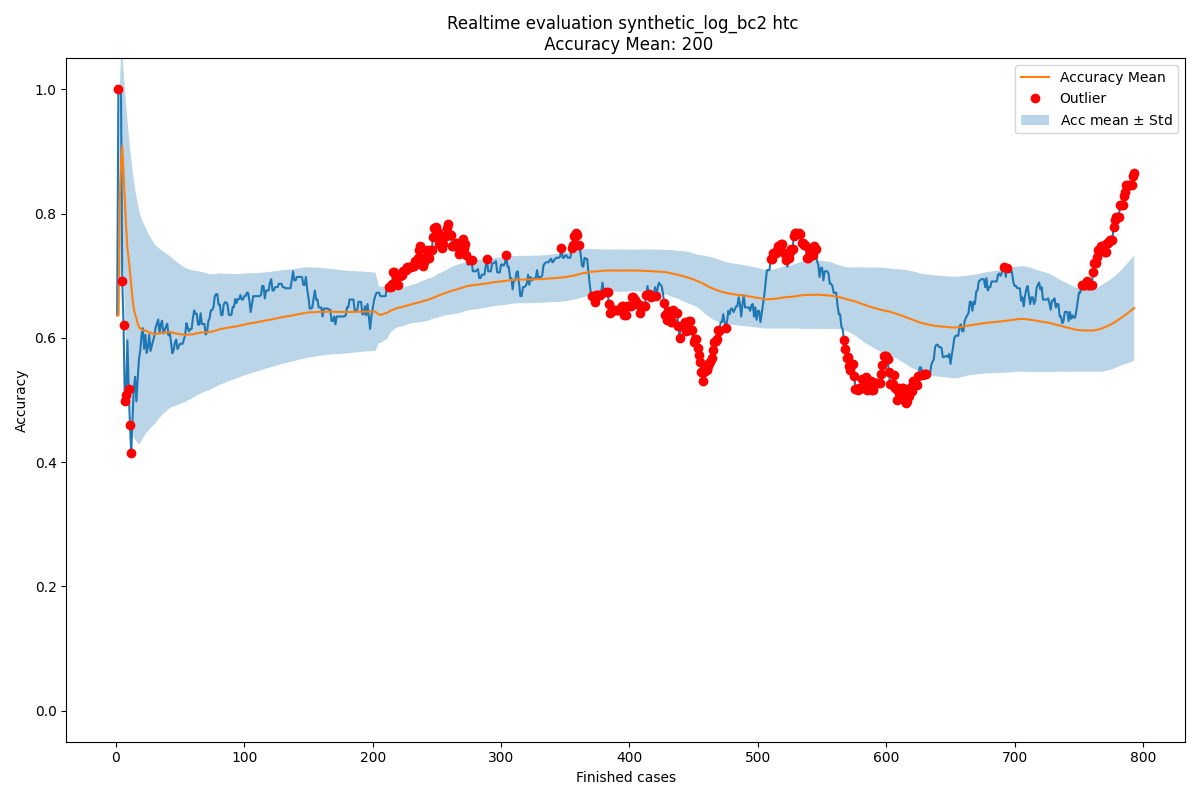 Realtime evaluation synthetic_log_bc2 htc
Accuracy Mean: 200
Accuracy Mean
Outlier
Acc mean ± Std
1.0
0.8
0.6
0.4
0.2
0.0
Accuracy
0 100 200 300 400 500 600 700 800
Finished cases